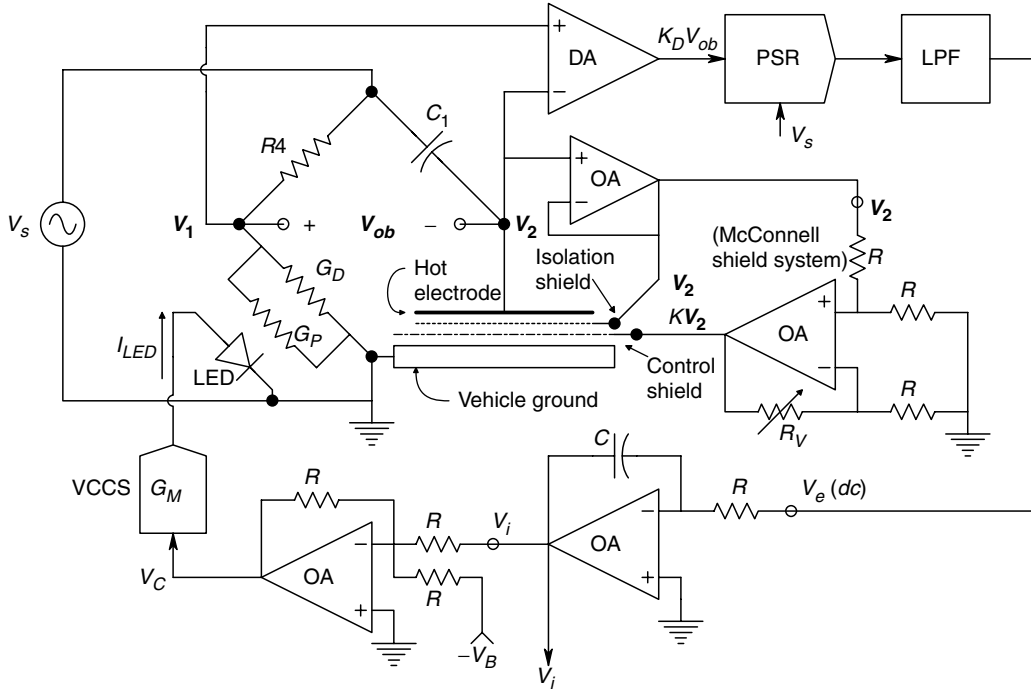 +
DA
−
K_D V_ob
PSR
LPF
V_s
C_1
R4
+
OA
−
V_s
V_1
+
V_ob
−
V_2
V_2
(McConnell
shield system)
R
Isolation
shield
G_D
Hot
electrode
V_2
G_P
KV_2
+
OA
−
R
I_LED
LED
Control
shield
Vehicle ground
R_V
R
C
VCCS
G_M
R
R
V_i
−
OA
+
R
V_e (dc)
V_C
−
OA
+
R
−V_B
V_i